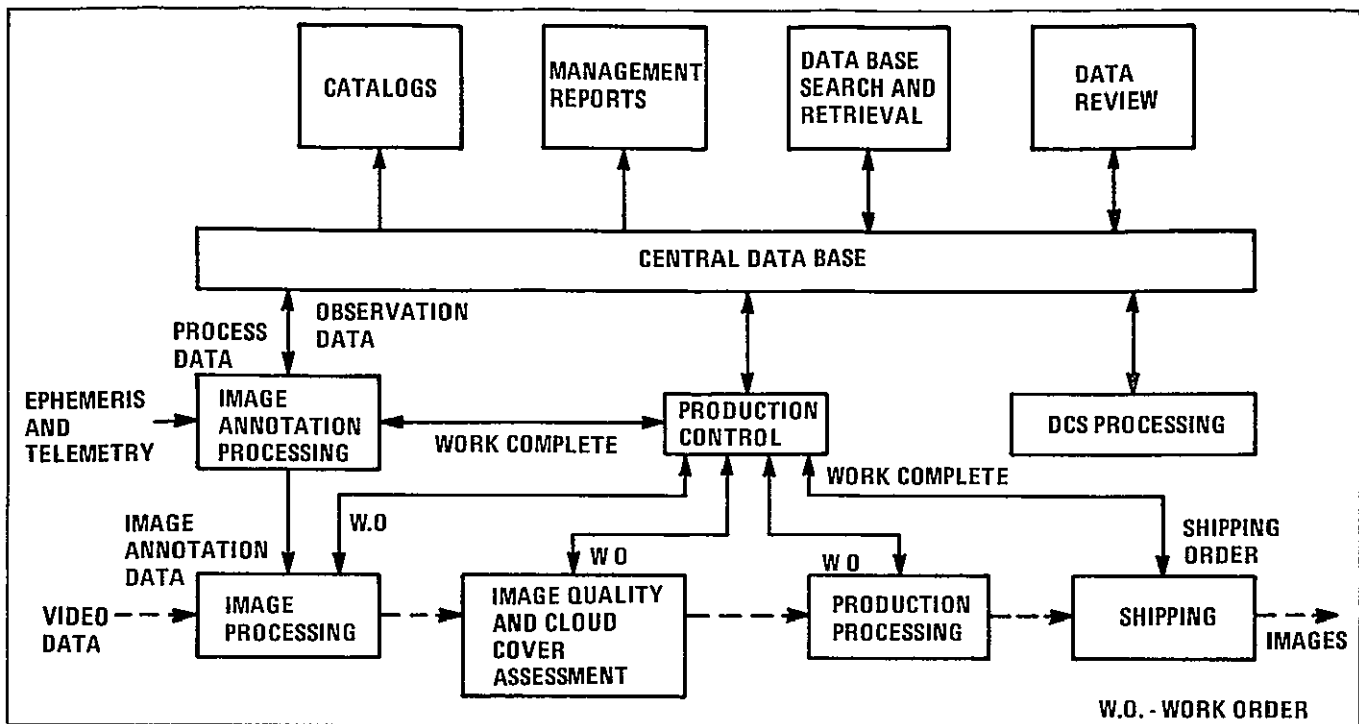 CATALOGS
MANAGEMENT
REPORTS
DATA BASE
SEARCH AND
RETRIEVAL
DATA
REVIEW
CENTRAL DATA BASE
OBSERVATION
DATA
PROCESS
DATA
EPHEMERIS
AND
TELEMETRY
IMAGE
ANNOTATION
PROCESSING
WORK COMPLETE
PRODUCTION
CONTROL
DCS PROCESSING
WORK COMPLETE
IMAGE
ANNOTATION
DATA
W.O
W O
W O
SHIPPING
ORDER
VIDEO
DATA
IMAGE
PROCESSING
IMAGE QUALITY
AND CLOUD
COVER
ASSESSMENT
PRODUCTION
PROCESSING
SHIPPING
IMAGES
W.O. - WORK ORDER